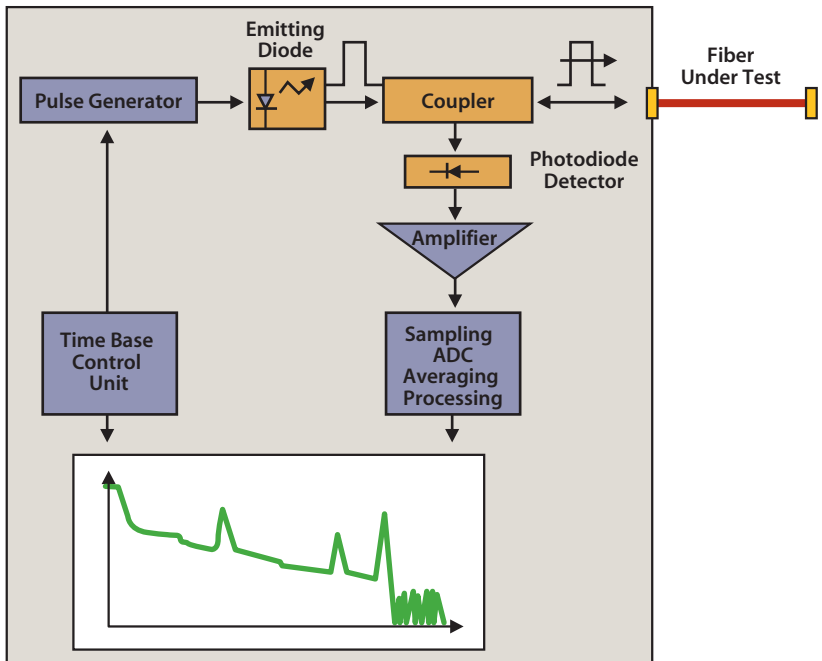 Emitting
Diode
Fiber
Under Test
Pulse Generator
Coupler
Photodiode
Detector
Amplifier
Time Base
Control
Unit
Sampling
ADC
Averaging
Processing